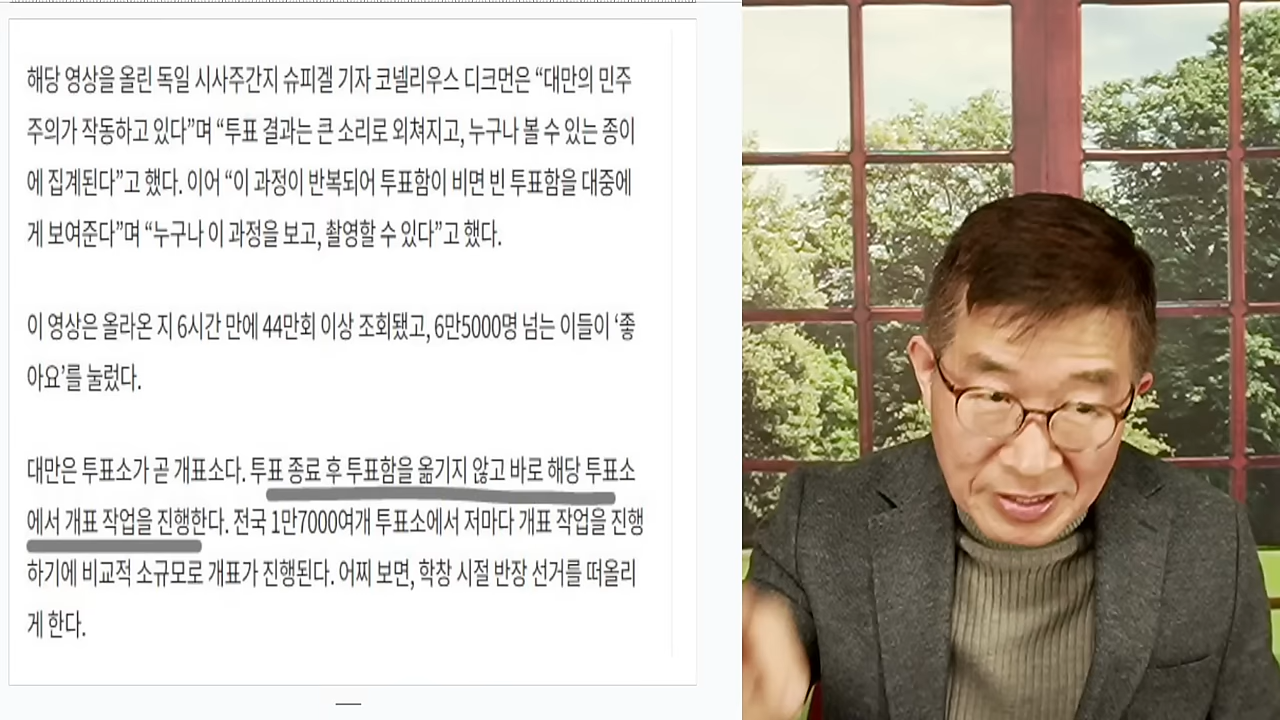 해당 영상을 올린 독일 시사주간지 슈피겔 기자 코넬리우스 디크먼은 “대만의 민주
주의가 작동하고 있다”며 “투표 결과는 큰 소리로 외쳐지고, 누구나 볼 수 있는 종이
에 집계된다”고 했다. 이어 “이 과정이 반복되어 투표함이 비면 빈 투표함을 대중에
게 보여준다”며 “누구나 이 과정을 보고, 촬영할 수 있다”고 했다.
이 영상은 올라온 지 6시간 만에 44만회 이상 조회됐고, 6만5000명 넘는 이들이 ‘좋
아요’를 눌렀다.
대만은 투표소가 곧 개표소다. 투표 종료 후 투표함을 옮기지 않고 바로 해당 투표소
에서 개표 작업을 진행한다. 전국 1만7000여개 투표소에서 저마다 개표 작업을 진행
하기에 비교적 소규모로 개표가 진행된다. 어찌 보면, 학창 시절 반장 선거를 떠올리
게 한다.